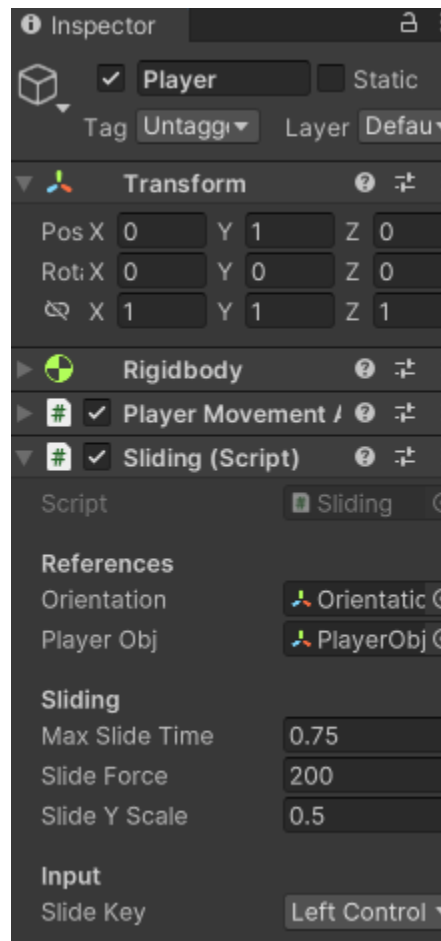 Inspector
Player Static
Tag Untagg Layer Defau
Transform
Pos X 0 Y 1 Z 0
Rot X 0 Y 0 Z 0
X 1 Y 1 Z 1
Rigidbody
# Player Movement A
# Sliding (Script)
Script # Sliding
References
Orientation Orientatic
Player Obj PlayerObj
Sliding
Max Slide Time 0.75
Slide Force 200
Slide Y Scale 0.5
Input
Slide Key Left Control